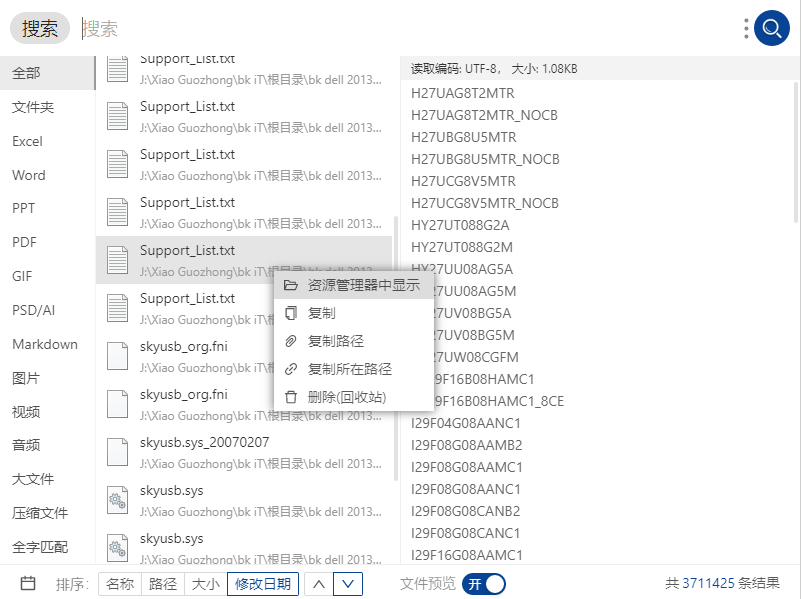 搜索 搜索
全部
文件夹
Excel
Word
PPT
PDF
GIF
PSD/AI
Markdown
图片
视频
音频
大文件
压缩文件
全字匹配
Support_List.txt
J:\Xiao Guozhong\bk iT\根目录\bk dell 2013...
Support_List.txt
J:\Xiao Guozhong\bk iT\根目录\bk dell 2013...
Support_List.txt
J:\Xiao Guozhong\bk iT\根目录\bk dell 2013...
Support_List.txt
J:\Xiao Guozhong\bk iT\根目录\bk dell 2013...
Support_List.txt
J:\Xiao Guozhong\bk iT\根目录\bk dell 2013...
Support_List.txt
J:\Xiao Guozhong\bk iT\根
skyusb_org.fni
J:\Xiao Guozhong\bk iT\根
skyusb_org.fni
J:\Xiao Guozhong\bk iT\根目录\bk dell 2013...
skyusb.sys_20070207
J:\Xiao Guozhong\bk iT\根目录\bk dell 2013...
skyusb.sys
J:\Xiao Guozhong\bk iT\根目录\bk dell 2013...
skyusb.sys
J:\Xiao Guozhong\bk iT\根目录\bk dell 2013...
资源管理器中显示
复制
复制路径
复制所在路径
删除(回收站)
读取编码: UTF-8， 大小: 1.08KB
H27UAG8T2MTR
H27UAG8T2MTR_NOCB
H27UBG8U5MTR
H27UBG8U5MTR_NOCB
H27UCG8V5MTR
H27UCG8V5MTR_NOCB
HY27UT088G2A
HY27UT088G2M
HY27UU08AG5A
27UU08AG5M
27UV08BG5A
27UV08BG5M
27UW08CGFM
9F16B08HAMC1
9F16B08HAMC1_8CE
I29F04G08AANC1
I29F08G08AAMB2
I29F08G08AAMC1
I29F08G08AANC1
I29F08G08CANB2
I29F08G08CANC1
I29F16G08AAMC1
排序: 名称 路径 大小 修改日期
文件预览 开
共 3711425 条结果